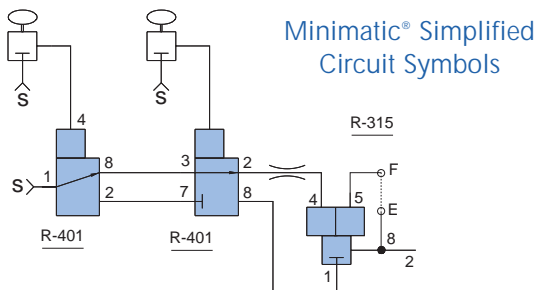 Minimatic® Simplified
Circuit Symbols
S
S
4
R-315
1
8
3
2
F
S
2
7
8
4
5
E
R-401
R-401
8
2
1